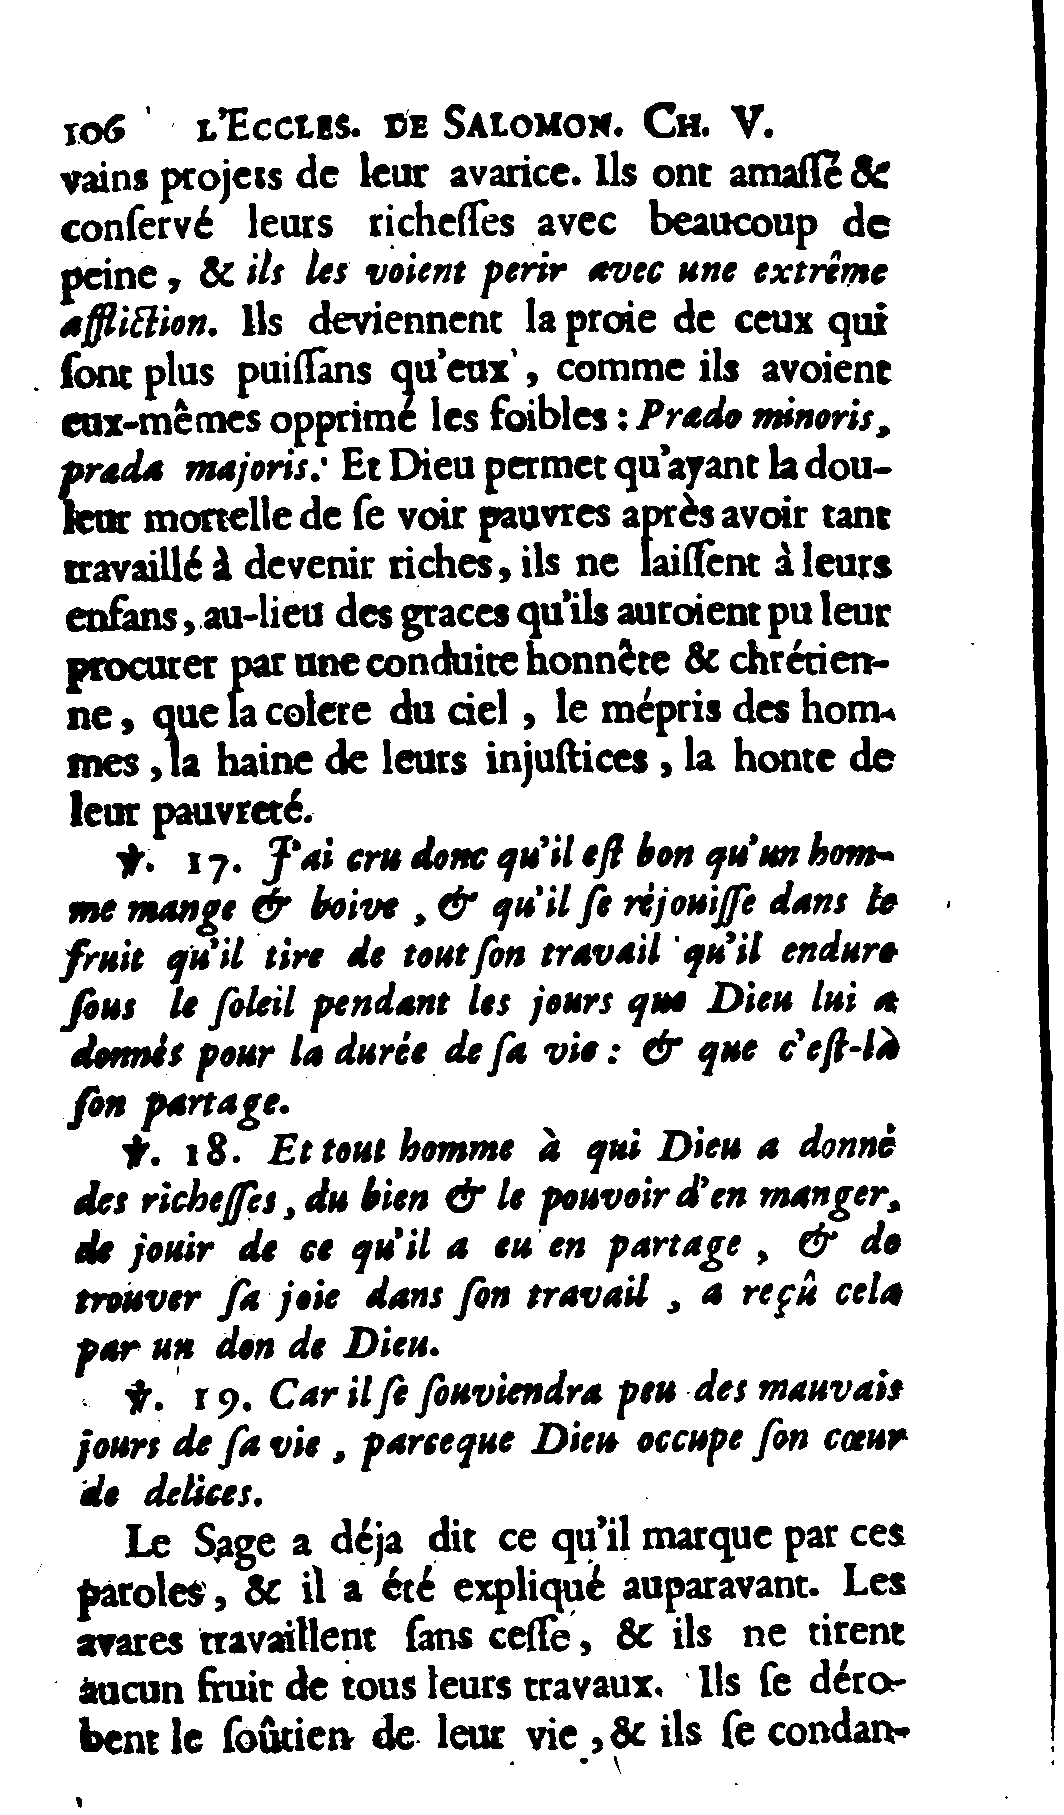 106 L'ECCLES. DE SALOMON. CH. V.
vains projets de leur avarice. Ils ont amaſſé &
conſervé leurs richeſſes avec beaucoup de
peine, & ils les voient perir avec une extrême
affliction. Ils deviennent la proie de ceux qui
ſont plus puiſſans qu'eux, comme ils avoient
eux-mêmes opprimé les foibles : Præda minoris,
præda majoris. Et Dieu permet qu'ayant la dou-
leur mortelle de ſe voir pauvres après avoir tant
travaillé à devenir riches, ils ne laiſſent à leurs
enfans, au-lieu des graces qu'ils auroient pu leur
procurer par une conduite honnête & chrétien-
ne, que la colere du ciel, le mépris des hom-
mes, la haine de leurs injuſtices, la honte de
leur pauvreté.
℣. 17. J'ai cru donc qu'il eſt bon qu'un hom-
me mange & boive, & qu'il ſe réjouiſſe dans le
fruit qu'il tire de tout ſon travail qu'il endure
ſous le ſoleil pendant les jours que Dieu lui a
donnés pour la durée de ſa vie : & que c'eſt-là
ſon partage.
℣. 18. Et tout homme à qui Dieu a donné
des richeſſes, du bien & le pouvoir d'en manger,
de jouir de ce qu'il a eu en partage, & de
trouver ſa joie dans ſon travail, a reçû cela
par un don de Dieu.
℣. 19. Car il ſe ſouviendra peu des mauvais
jours de ſa vie, parceque Dieu occupe ſon cœur
de delices.
Le Sage a déja dit ce qu'il marque par ces
paroles, & il a été expliqué auparavant. Les
avares travaillent ſans ceſſe, & ils ne tirent
aucun fruit de tous leurs travaux. Ils ſe déro-
bent le ſoûtien de leur vie, & ils ſe condan-